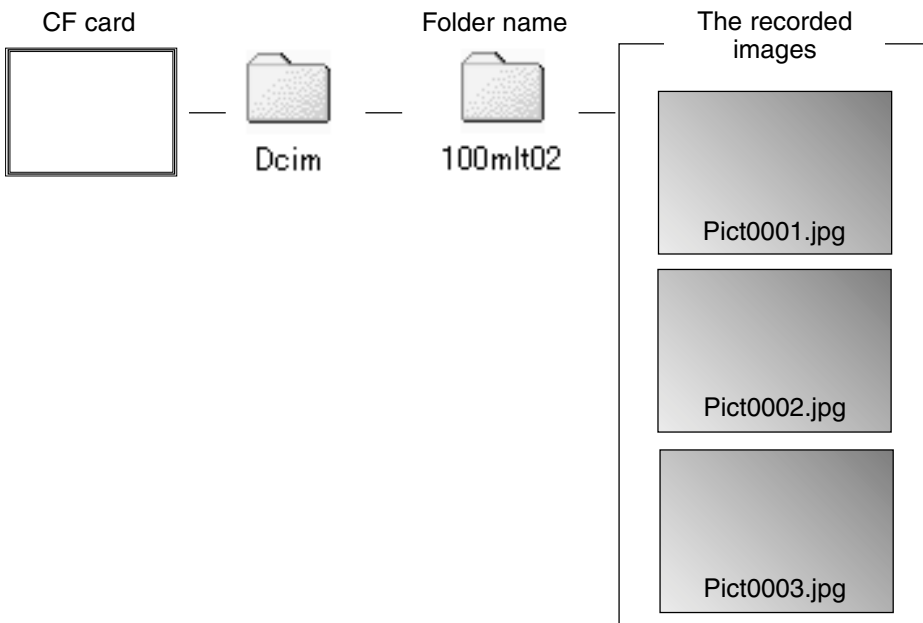 CF card
Folder name
The recorded
images
Dcim
100mlt02
Pict0001.jpg
Pict0002.jpg
Pict0003.jpg